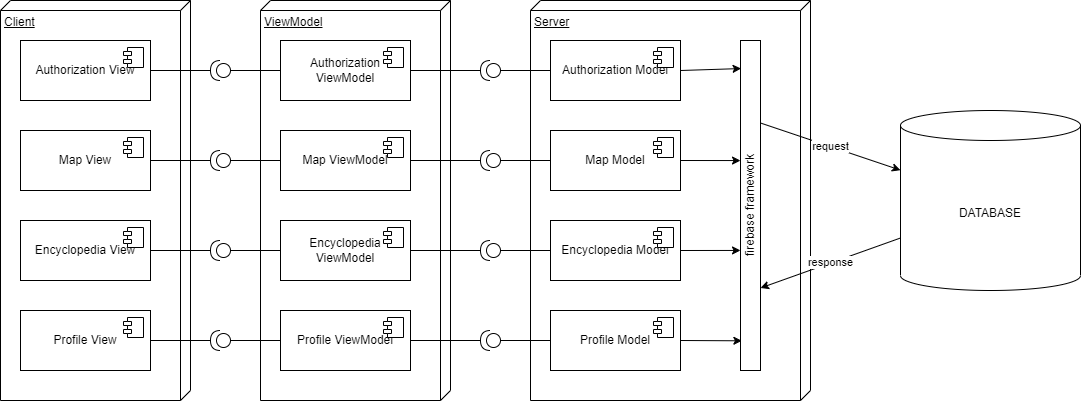 Client
ViewModel
Server
Authorization View
Authorization
ViewModel
Authorization Model
Map View
Map ViewModel
Map Model
Encyclopedia View
Encyclopedia
ViewModel
Encyclopedia Model
Profile View
Profile ViewModel
Profile Model
firebase framework
request
response
DATABASE